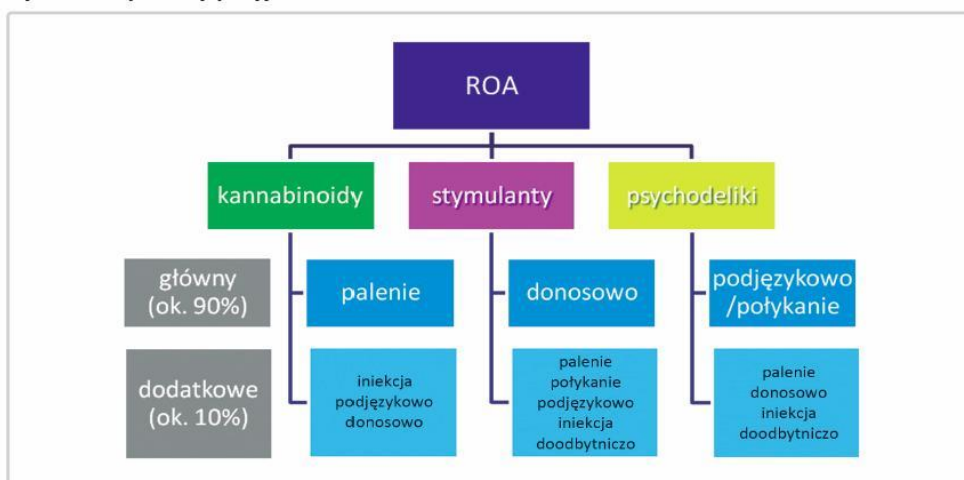 ROA
kannabinoidy
stymulanty
psychodeliki
główny
(ok. 90%)
palenie
donosowo
podjęzykowo
/połykanie
dodatkowe
(ok. 10%)
iniekcja
podjęzykowo
donosowo
palenie
połykanie
podjęzykowo
iniekcja
doodbytniczo
palenie
donosowo
iniekcja
doodbytniczo